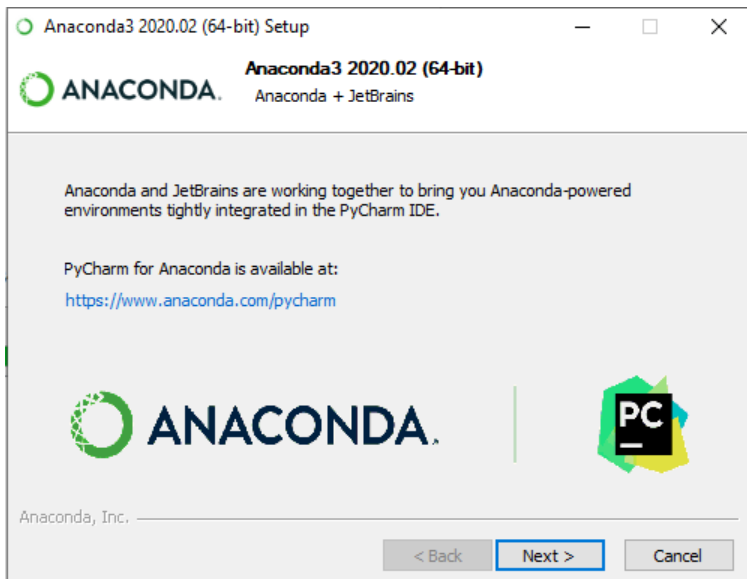 Anaconda3 2020.02 (64-bit) Setup
ANACONDA.
Anaconda3 2020.02 (64-bit)
Anaconda + JetBrains
Anaconda and JetBrains are working together to bring you Anaconda-powered
environments tightly integrated in the PyCharm IDE.
PyCharm for Anaconda is available at:
https://www.anaconda.com/pycharm
ANACONDA.
PC
Anaconda, Inc.
< Back Next > Cancel